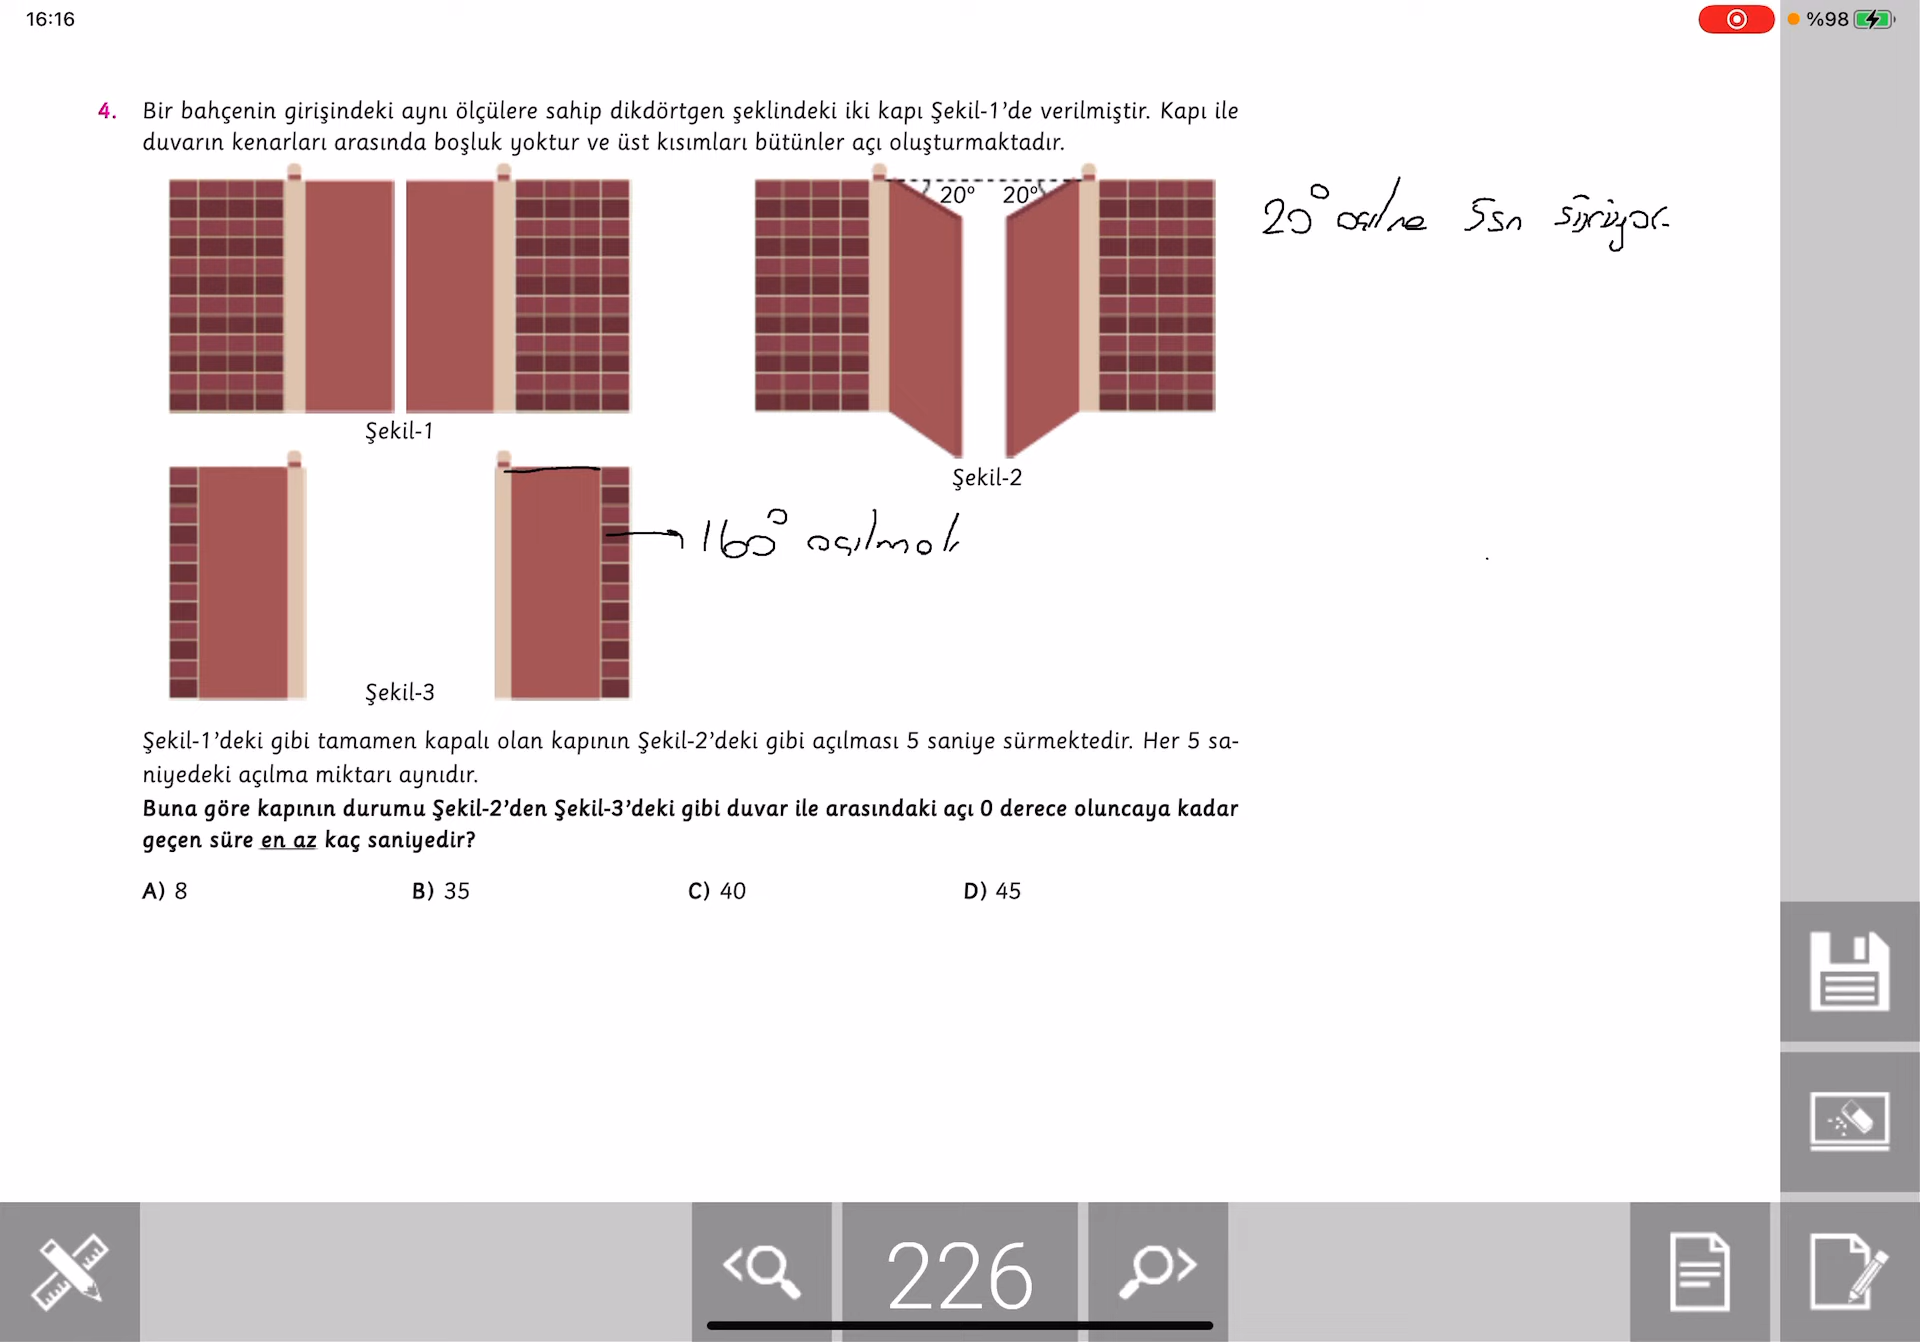 16:16
%98
4. Bir bahçenin girişindeki aynı ölçülere sahip dikdörtgen şeklindeki iki kapı Şekil-1'de verilmiştir. Kapı ile
duvarın kenarları arasında boşluk yoktur ve üst kısımları bütünler açı oluşturmaktadır.
20° 20°
20° açılma 5sn sürüyor.
Şekil-1
Şekil-2
160° açılmalı
Şekil-3
Şekil-1'deki gibi tamamen kapalı olan kapının Şekil-2'deki gibi açılması 5 saniye sürmektedir. Her 5 sa-
niyedeki açılma miktarı aynıdır.
Buna göre kapının durumu Şekil-2'den Şekil-3'deki gibi duvar ile arasındaki açı 0 derece oluncaya kadar
geçen süre en az kaç saniyedir?
A) 8 B) 35 C) 40 D) 45
226